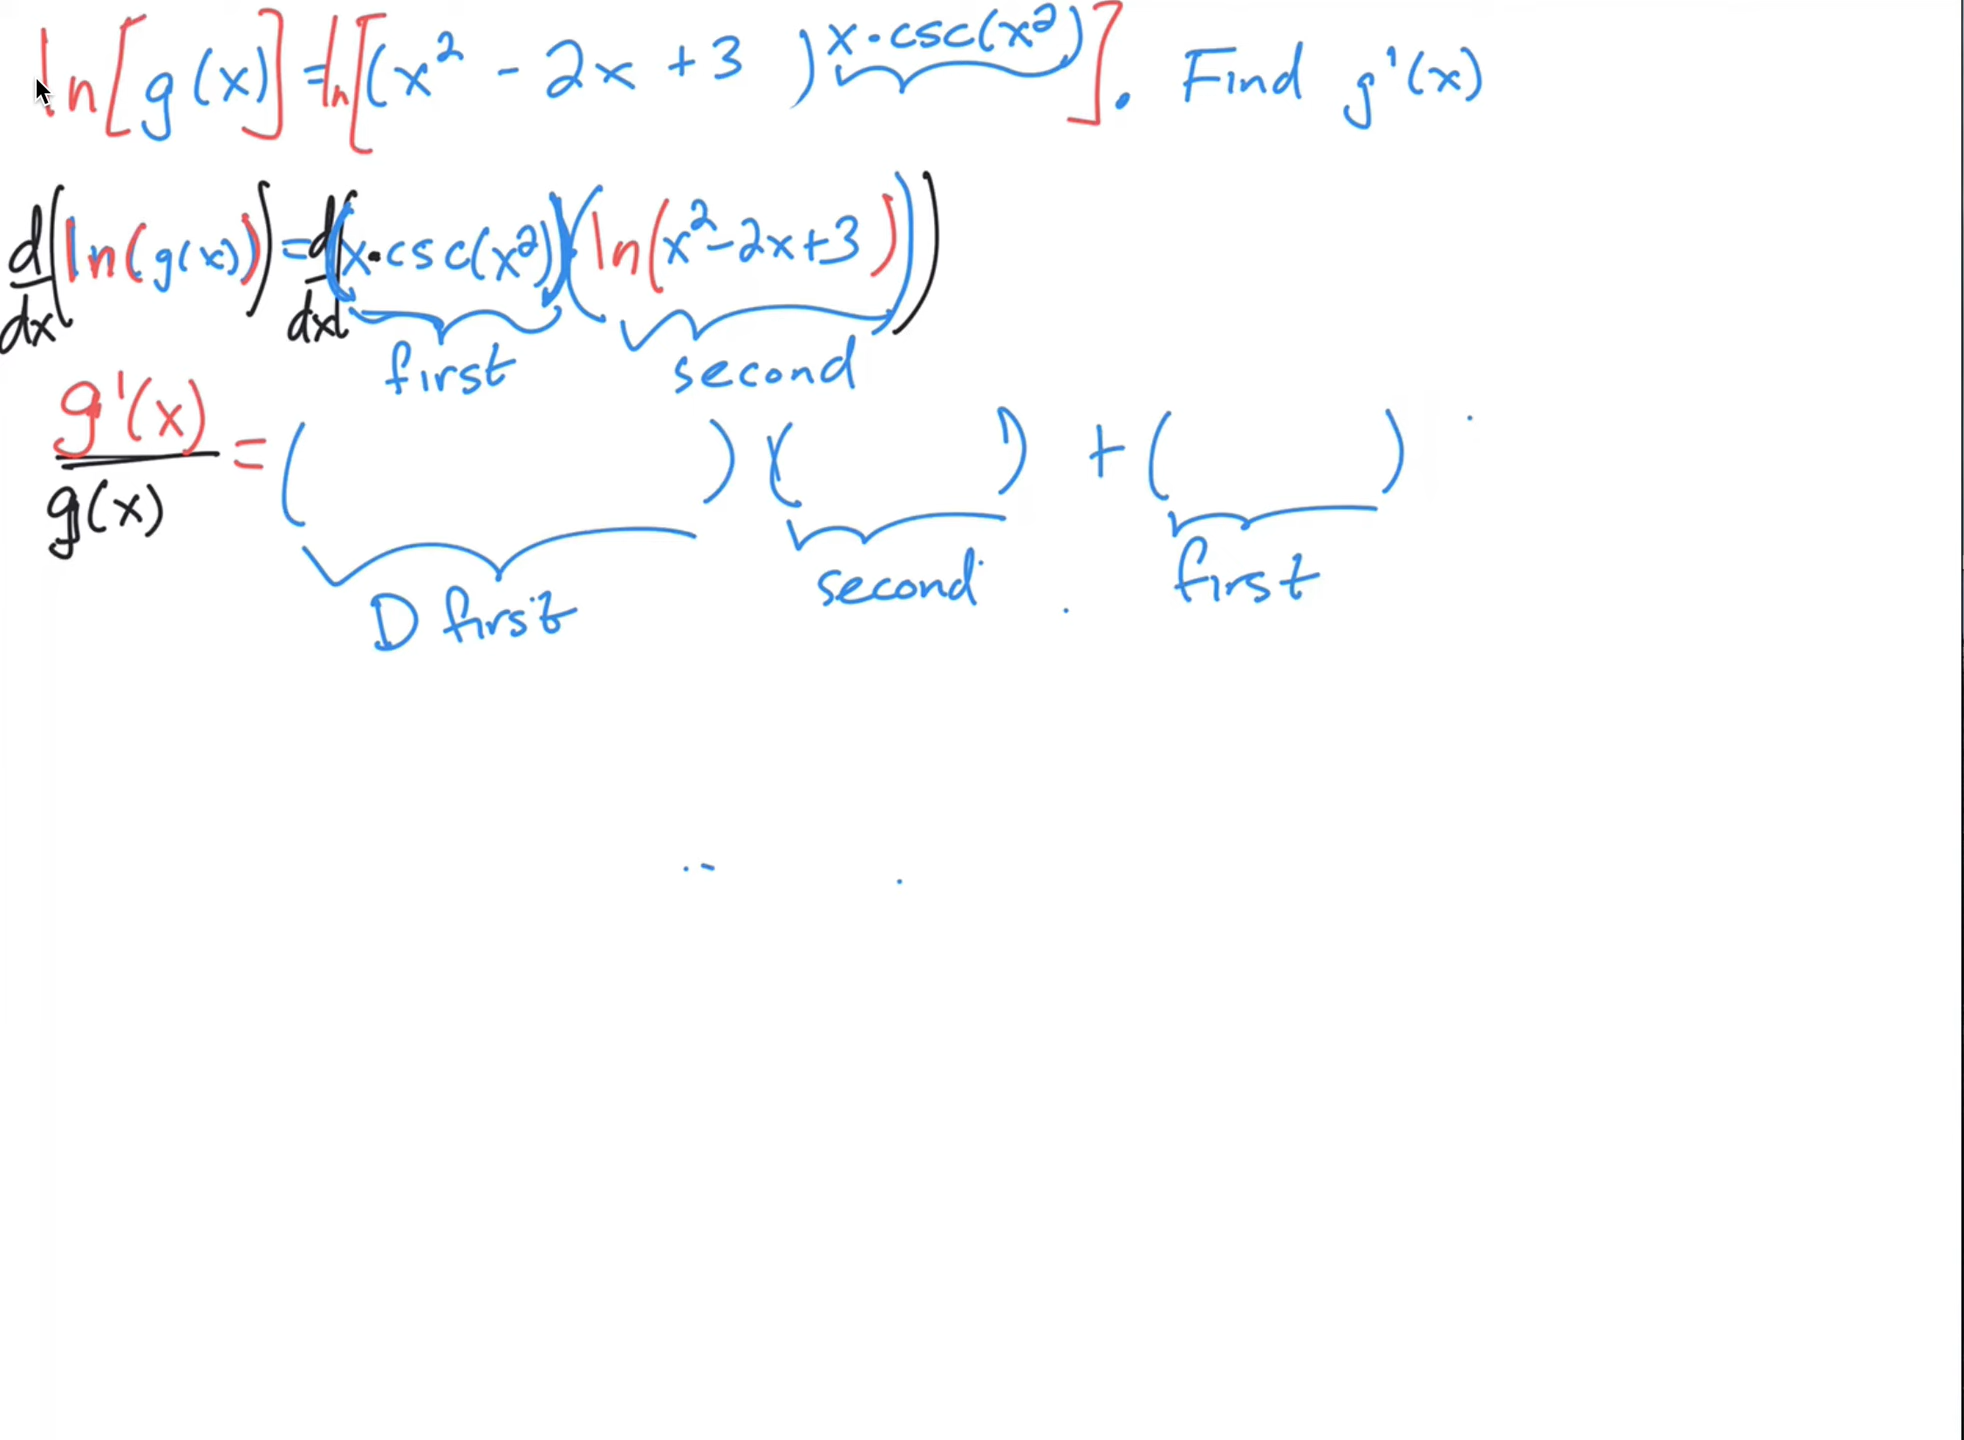 ln[g(x)] = ln[(x² - 2x + 3)^{x·csc(x²)}]. Find g'(x)
d/dx(ln(g(x))) = d/dx((x·csc(x²))(ln(x²-2x+3)))
first second
g'(x)/g(x) = ( ) ( ) + ( )
D first second first